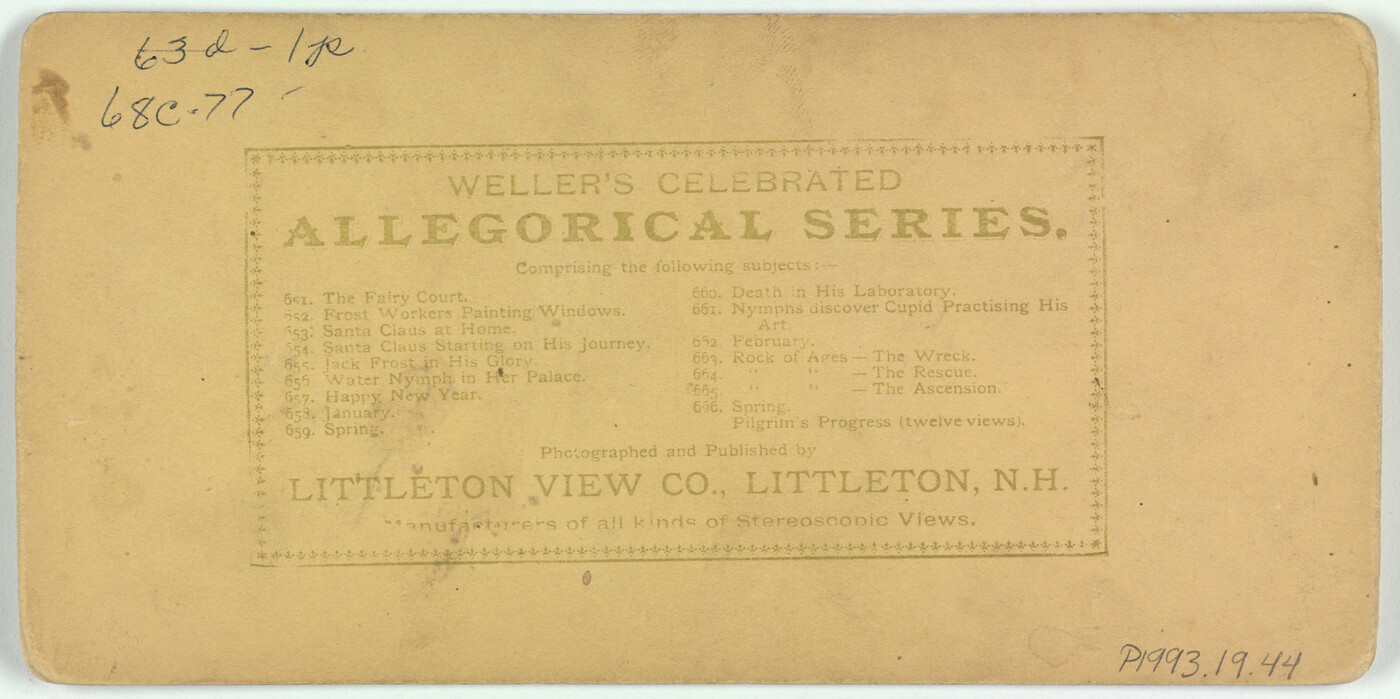 63d-1p
68C-77
WELLER'S CELEBRATED
ALLEGORICAL SERIES.
Comprising the following subjects:—
651. The Fairy Court.
652. Frost Workers Painting Windows.
653. Santa Claus at Home.
654. Santa Claus Starting on His Journey.
655. Jack Frost in His Glory.
656 Water Nymph in Her Palace.
657. Happy New Year.
658. January.
659. Spring.
660. Death in His Laboratory.
661. Nymphs discover Cupid Practising His
Art.
662. February.
663. Rock of Ages — The Wreck.
664. " " — The Rescue.
665 " " — The Ascension.
666. Spring.
Pilgrim's Progress (twelve views).
Photographed and Published by
LITTLETON VIEW CO., LITTLETON, N.H.
Manufacturers of all kinds of Stereoscopic Views.
P1993.19.44